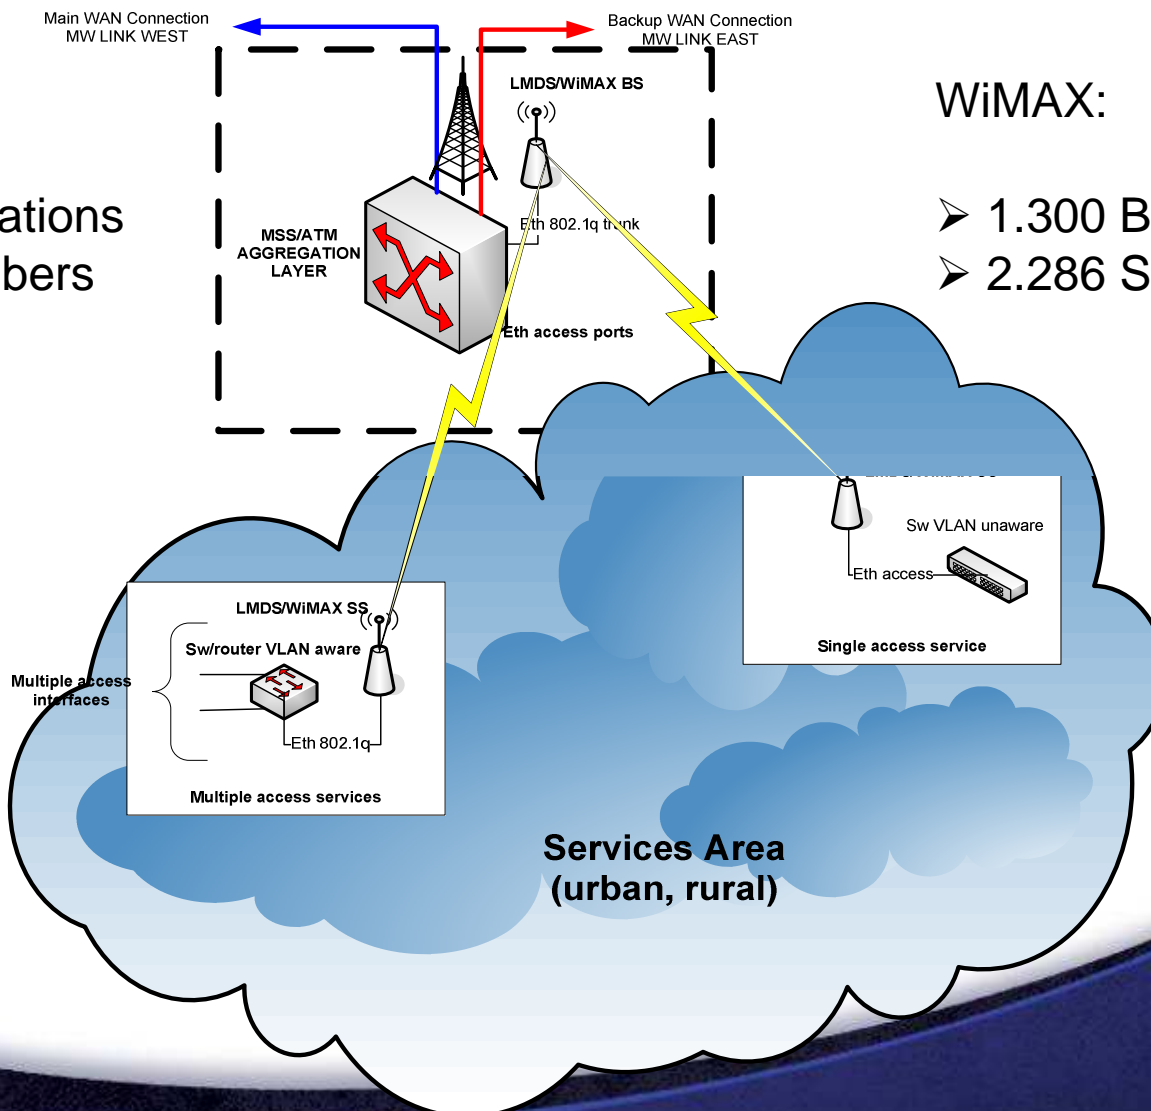 Main WAN Connection
MW LINK WEST
Backup WAN Connection
MW LINK EAST
LMDS/WiMAX BS
WiMAX:
ations
bers
➢ 1.300 B
➢ 2.286 S
Eth 802.1q trunk
MSS/ATM
AGGREGATION
LAYER
Eth access ports
Sw VLAN unaware
Eth access
Single access service
LMDS/WiMAX SS
Sw/router VLAN aware
Multiple access
interfaces
Eth 802.1q
Multiple access services
Services Area
(urban, rural)